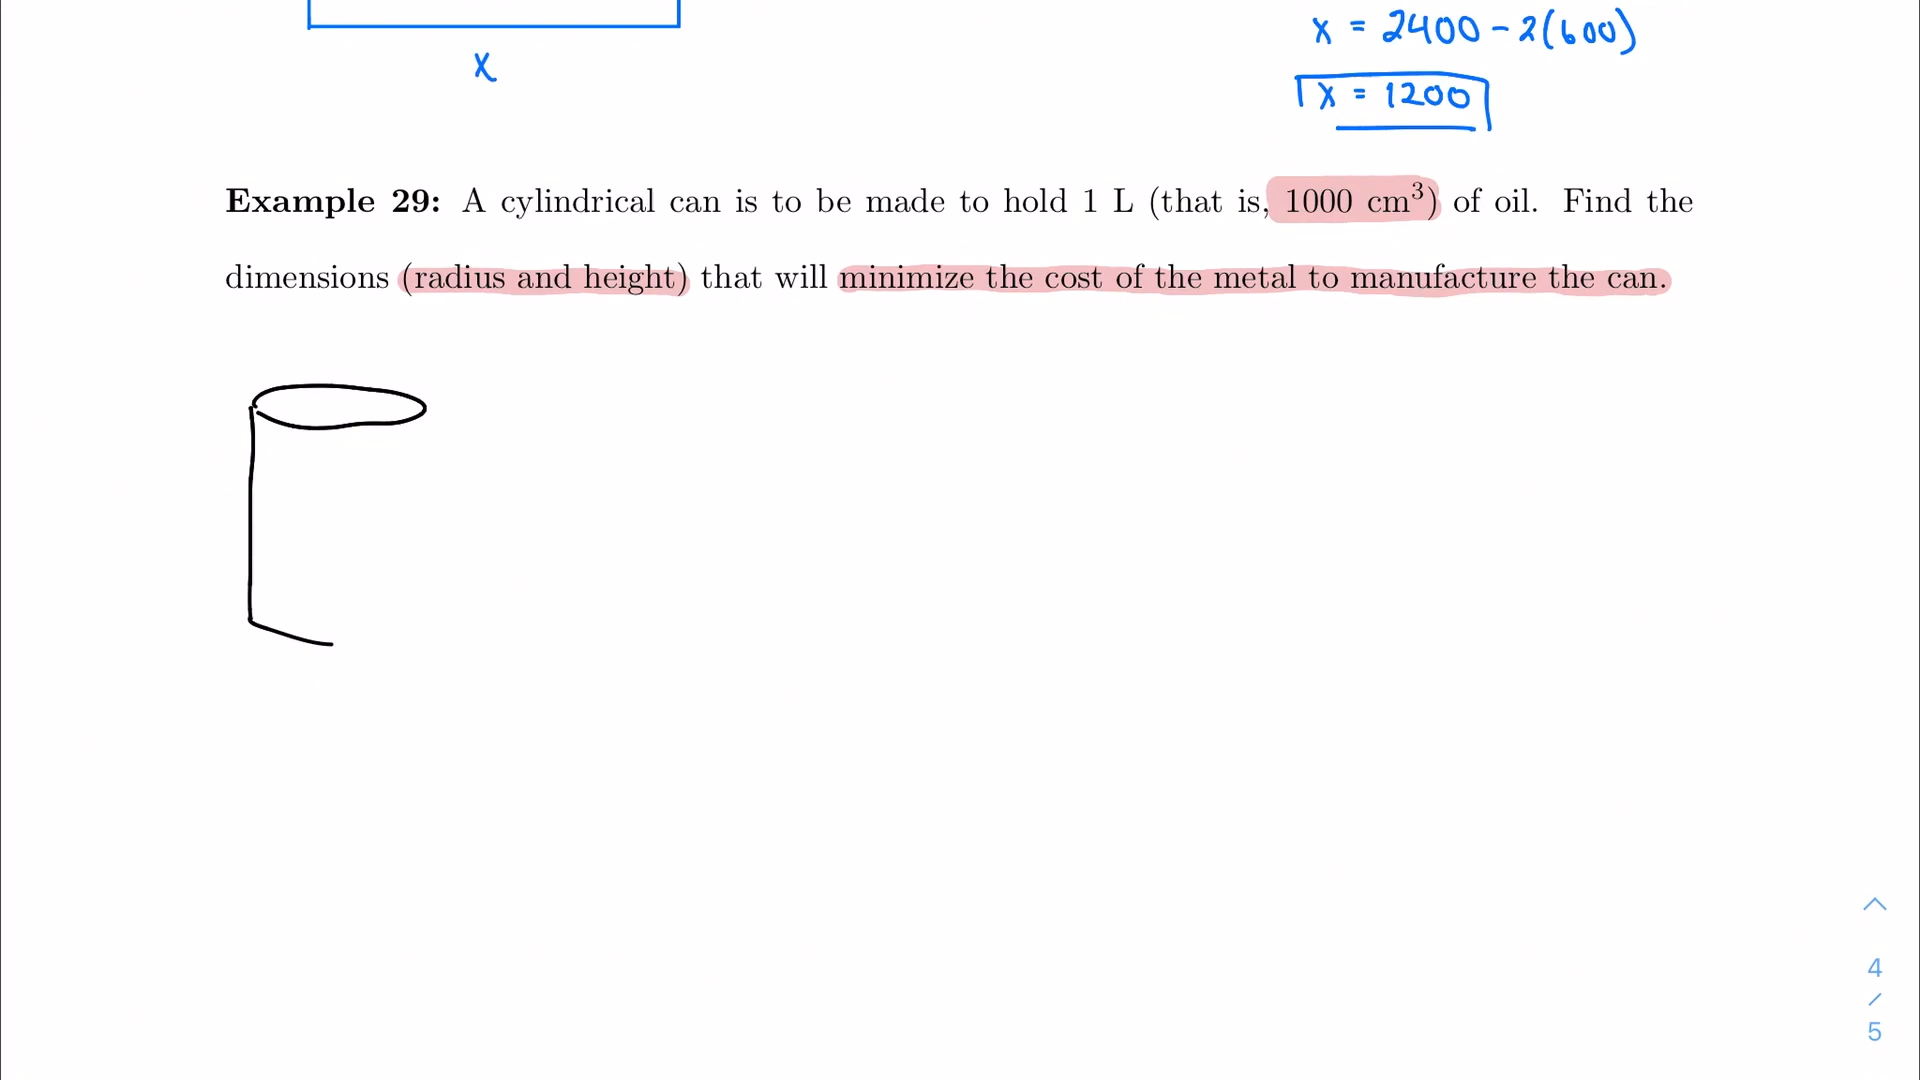 x = 2400 - 2(600)
x
x = 1200
Example 29: A cylindrical can is to be made to hold 1 L (that is, 1000 cm³) of oil. Find the
dimensions (radius and height) that will minimize the cost of the metal to manufacture the can.
4
/
5